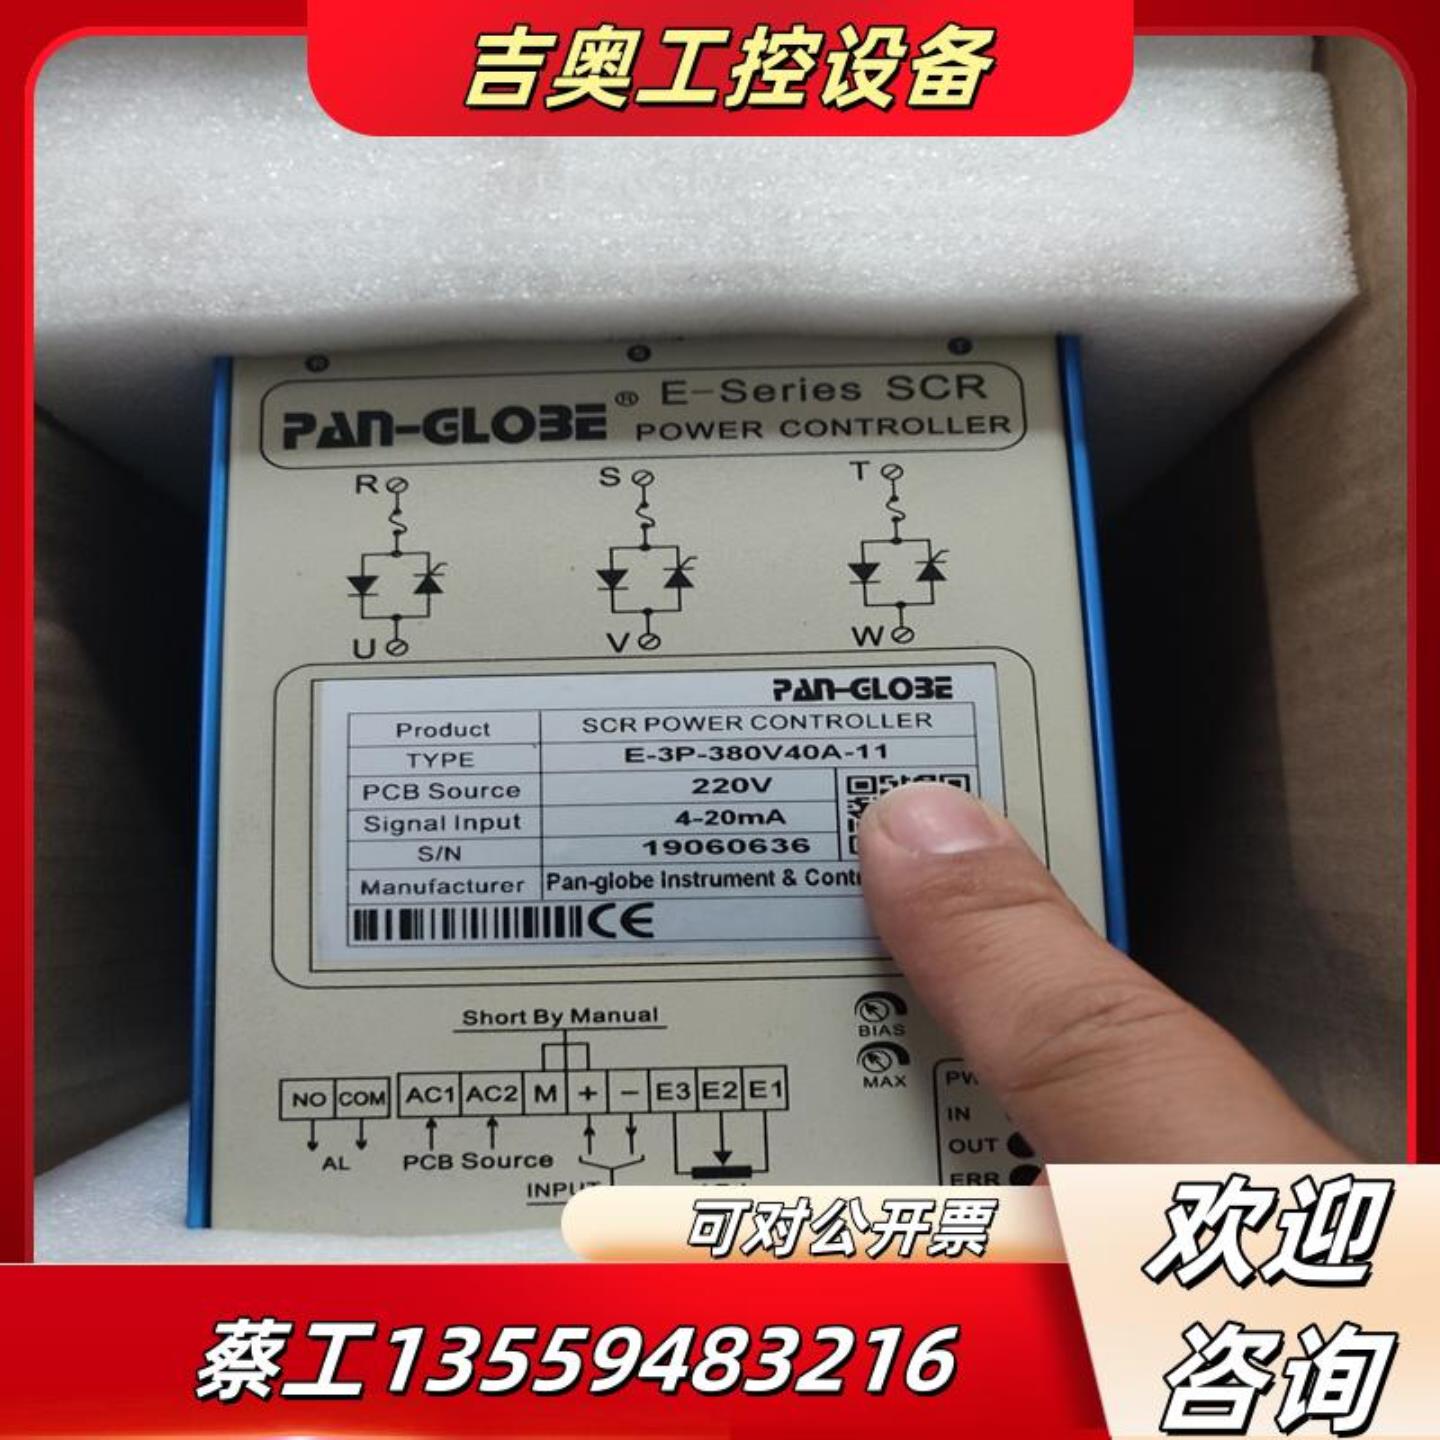 吉奥工控设备
R S T
PAN-GLOBE® E-Series SCR
POWER CONTROLLER
R S T
U V W
PAN-GLOBE
Product SCR POWER CONTROLLER
TYPE E-3P-380V40A-11
PCB Source 220V
Signal Input 4-20mA
S/N 19060636
Manufacturer Pan-globe Instrument &
CE
Short By Manual
BIAS
MAX
NO COM AC1 AC2 M + - E3 E2 E1
IN
OUT
ERR
AL PCB Source
INPUT
可对公开票
欢迎
咨询
蔡工13559483216